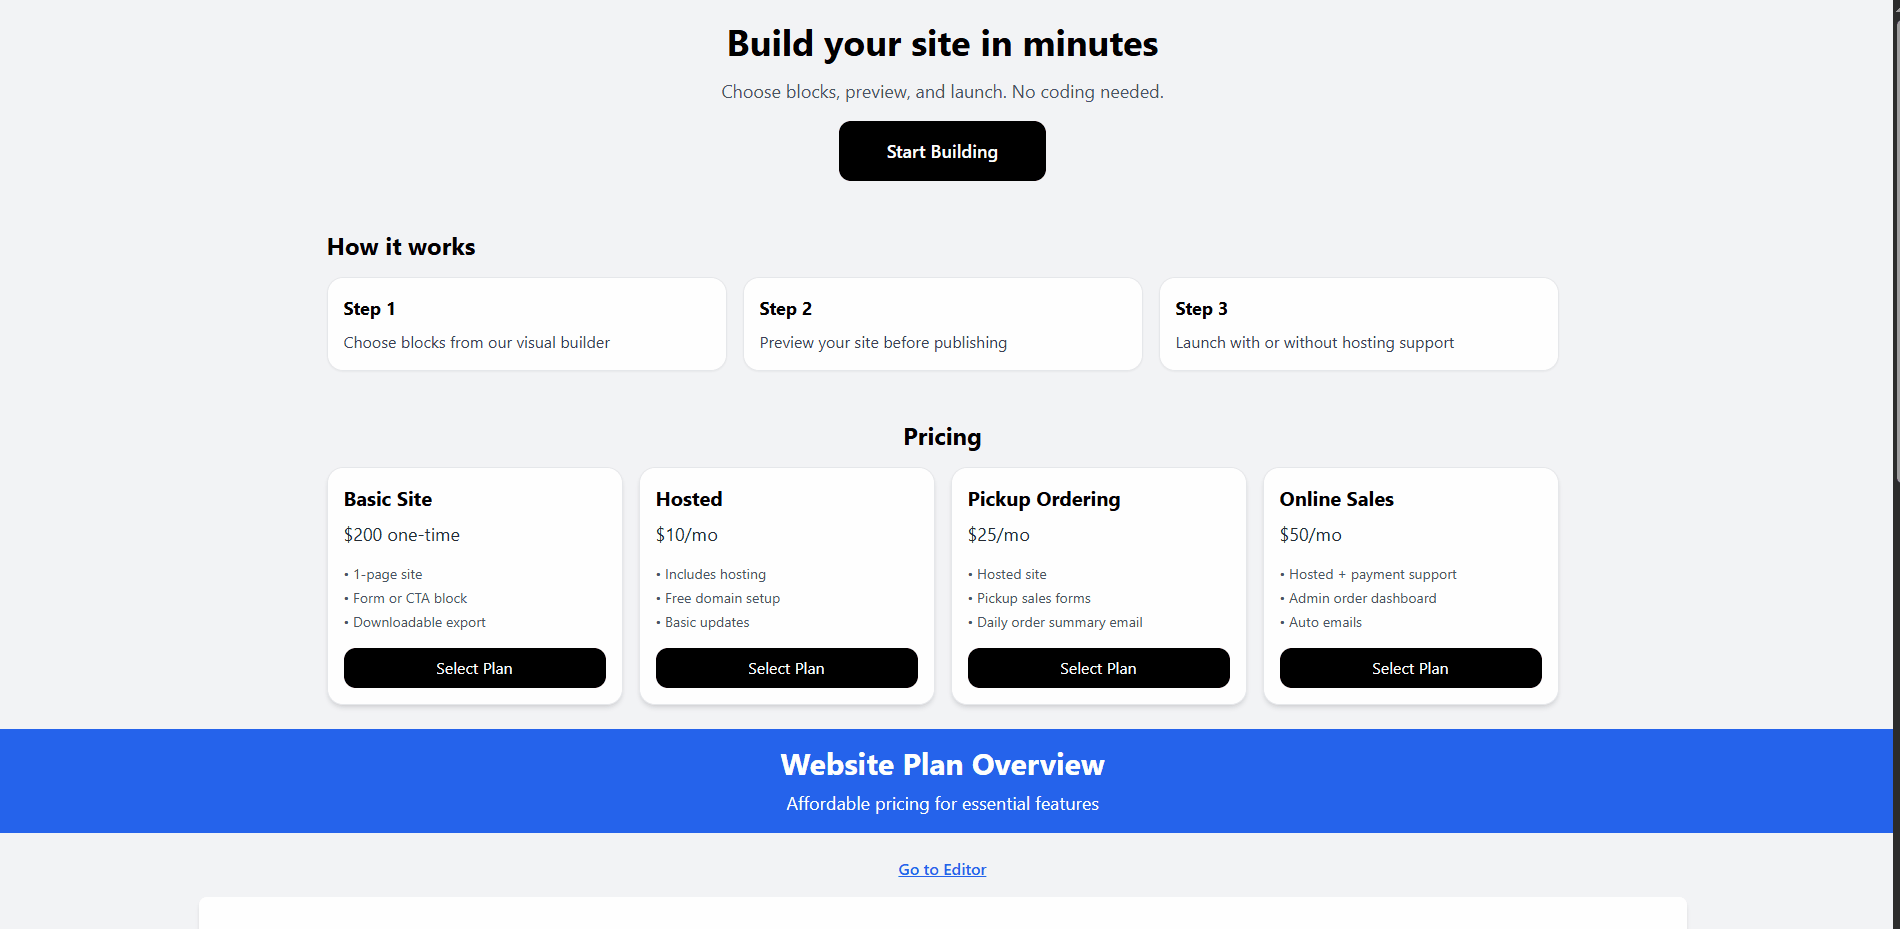 Build your site in minutes
Choose blocks, preview, and launch. No coding needed.
Start Building
How it works
Step 1
Choose blocks from our visual builder
Step 2
Preview your site before publishing
Step 3
Launch with or without hosting support
Pricing
Basic Site
$200 one-time
• 1-page site
• Form or CTA block
• Downloadable export
Select Plan
Hosted
$10/mo
• Includes hosting
• Free domain setup
• Basic updates
Select Plan
Pickup Ordering
$25/mo
• Hosted site
• Pickup sales forms
• Daily order summary email
Select Plan
Online Sales
$50/mo
• Hosted + payment support
• Admin order dashboard
• Auto emails
Select Plan
Website Plan Overview
Affordable pricing for essential features
Go to Editor